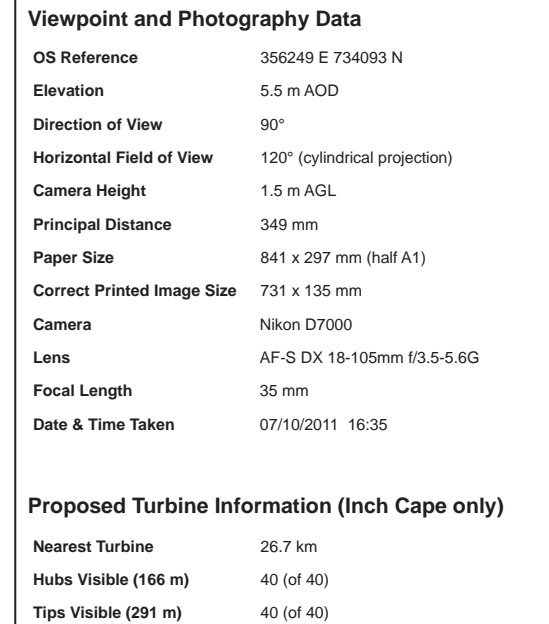 Viewpoint and Photography Data
OS Reference 356249 E 734093 N
Elevation 5.5 m AOD
Direction of View 90°
Horizontal Field of View 120° (cylindrical projection)
Camera Height 1.5 m AGL
Principal Distance 349 mm
Paper Size 841 x 297 mm (half A1)
Correct Printed Image Size 731 x 135 mm
Camera Nikon D7000
Lens AF-S DX 18-105mm f/3.5-5.6G
Focal Length 35 mm
Date & Time Taken 07/10/2011 16:35
Proposed Turbine Information (Inch Cape only)
Nearest Turbine 26.7 km
Hubs Visible (166 m) 40 (of 40)
Tips Visible (291 m) 40 (of 40)